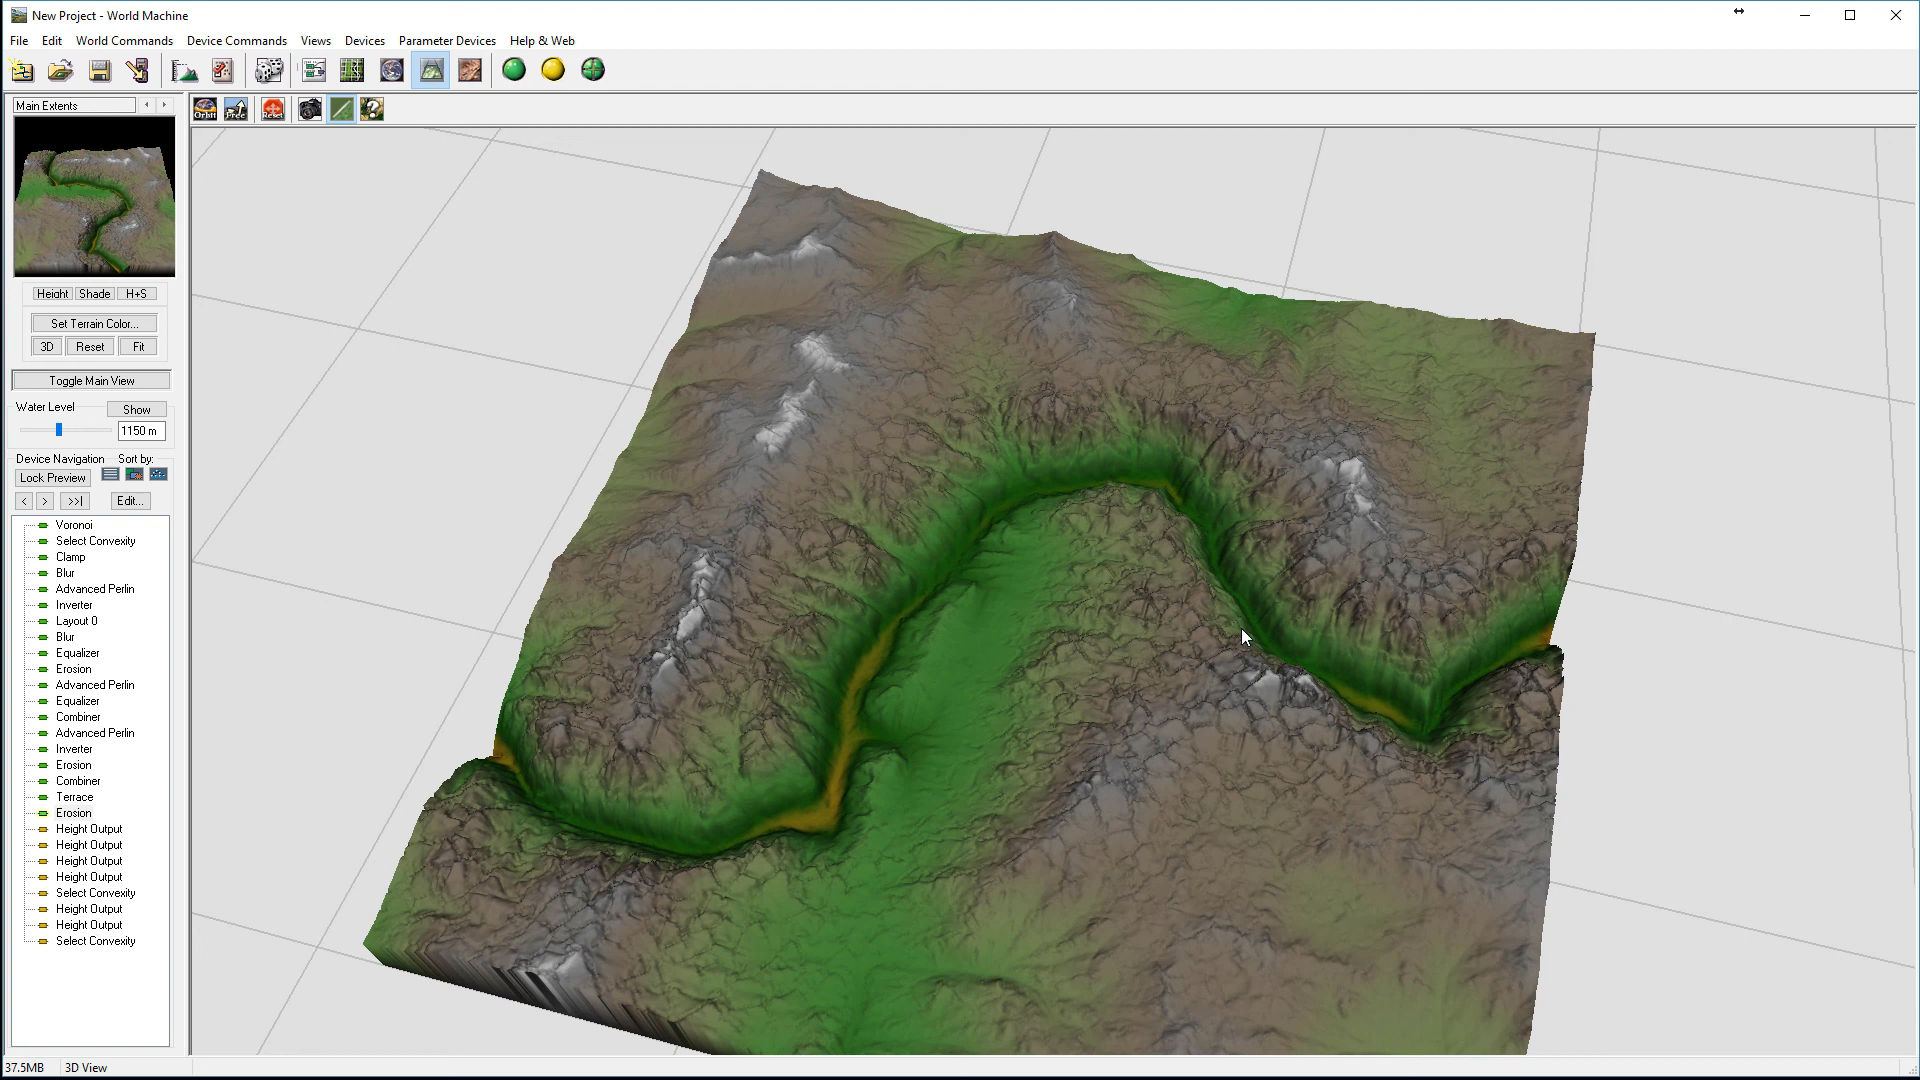 New Project - World Machine
File Edit World Commands Device Commands Views Devices Parameter Devices Help & Web
Main Extents
Orbit Free Reset
Height Shade H+S
Set Terrain Color...
3D Reset Fit
Toggle Main View
Water Level Show
1150 m
Device Navigation Sort by:
Lock Preview
< > >>| Edit...
Voronoi
Select Convexity
Clamp
Blur
Advanced Perlin
Inverter
Layout 0
Blur
Equalizer
Erosion
Advanced Perlin
Equalizer
Combiner
Advanced Perlin
Inverter
Erosion
Combiner
Terrace
Erosion
Height Output
Height Output
Height Output
Height Output
Select Convexity
Height Output
Height Output
Select Convexity
37.5MB 3D View